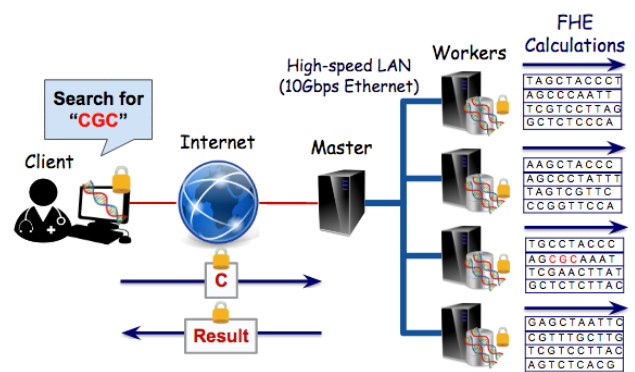 FHE
Calculations
Workers
High-speed LAN
(10Gbps Ethernet)
Search for
“CGC”
Internet
Master
Client
TAGCTACCCT
AGCCCAATT
TCGTCCTTAG
GCTCTCCCA
AAGCTACCC
AGCCCTATTT
TAGTCGTTC
CCGGTTCCA
TGCCTACCC
AGCGCAAAT
TCGAACTTAT
GCTCTCTTAC
GAGCTAATTC
CGTTTGCTTG
TCGTCCTTAC
AGTCTCACG
C
Result